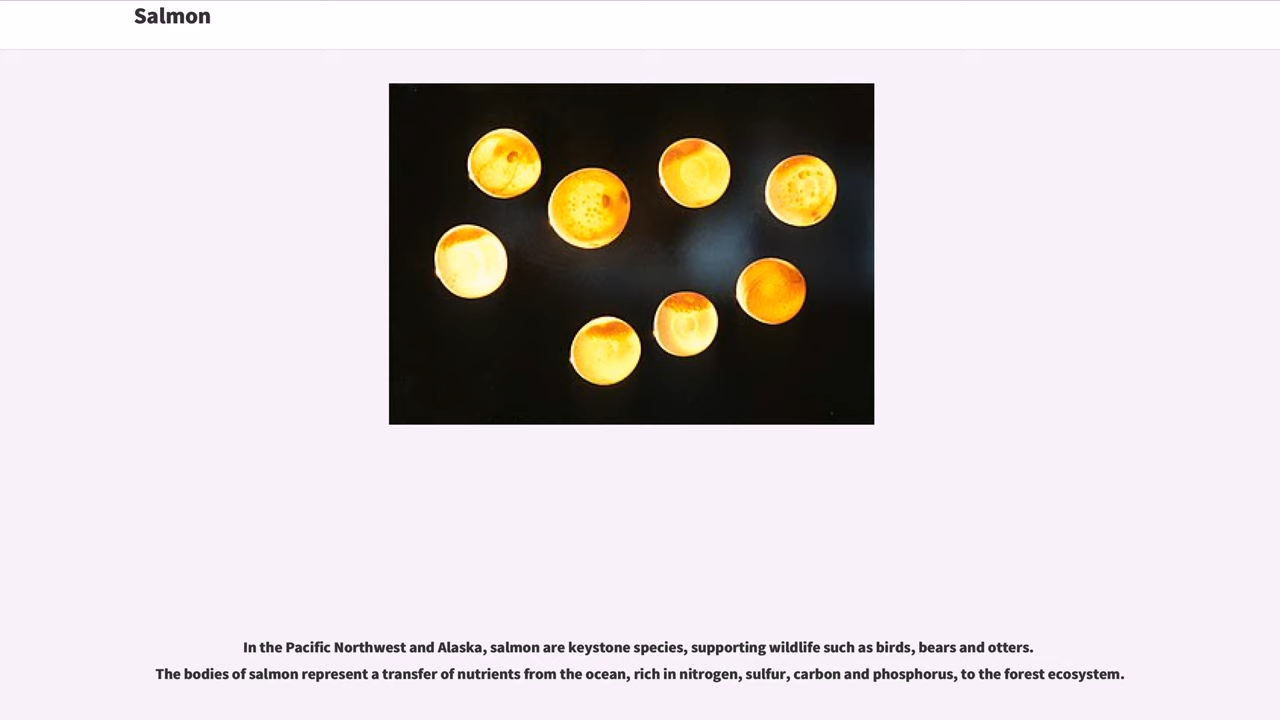 Salmon
In the Pacific Northwest and Alaska, salmon are keystone species, supporting wildlife such as birds, bears and otters.
The bodies of salmon represent a transfer of nutrients from the ocean, rich in nitrogen, sulfur, carbon and phosphorus, to the forest ecosystem.